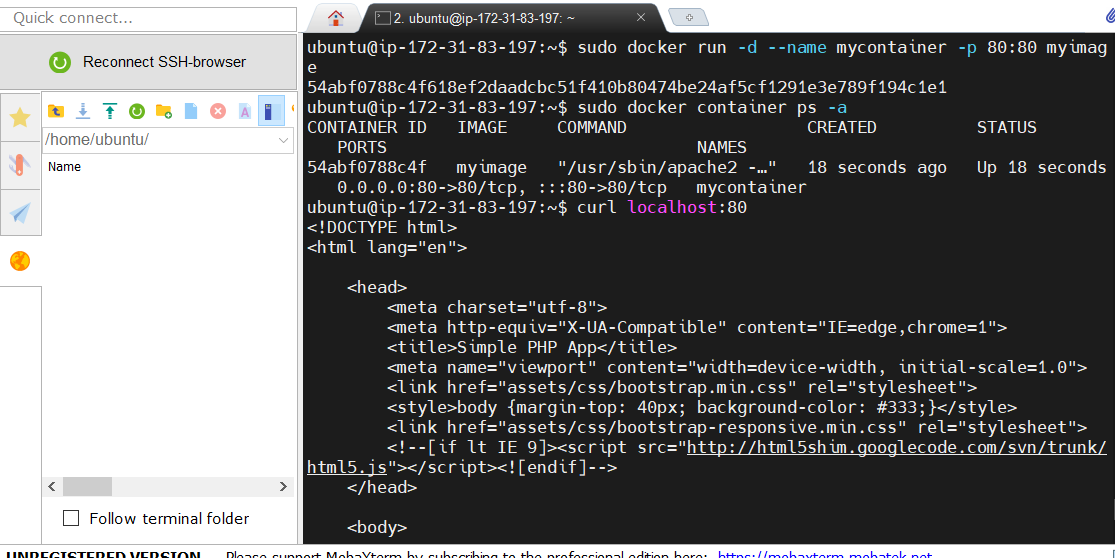 Quick connect...
2. ubuntu@ip-172-31-83-197: ~
Reconnect SSH-browser
/home/ubuntu/
Name
Follow terminal folder
ubuntu@ip-172-31-83-197:~$ sudo docker run -d --name mycontainer -p 80:80 myimag
e
54abf0788c4f618ef2daadcbc51f410b80474be24af5cf1291e3e789f194c1e1
ubuntu@ip-172-31-83-197:~$ sudo docker container ps -a
CONTAINER ID   IMAGE     COMMAND                  CREATED          STATUS
   PORTS                               NAMES
54abf0788c4f   myimage   "/usr/sbin/apache2 -…"   18 seconds ago   Up 18 seconds
   0.0.0.0:80->80/tcp, :::80->80/tcp   mycontainer
ubuntu@ip-172-31-83-197:~$ curl localhost:80
<!DOCTYPE html>
<html lang="en">
    <head>
        <meta charset="utf-8">
        <meta http-equiv="X-UA-Compatible" content="IE=edge,chrome=1">
        <title>Simple PHP App</title>
        <meta name="viewport" content="width=device-width, initial-scale=1.0">
        <link href="assets/css/bootstrap.min.css" rel="stylesheet">
        <style>body {margin-top: 40px; background-color: #333;}</style>
        <link href="assets/css/bootstrap-responsive.min.css" rel="stylesheet">
        <!--[if lt IE 9]><script src="http://html5shim.googlecode.com/svn/trunk/
html5.js"></script><![endif]-->
    </head>
    <body>
UNREGISTERED VERSION - Please support MobaXterm by subscribing to the professional edition here: https://mobaxterm.mobatek.net